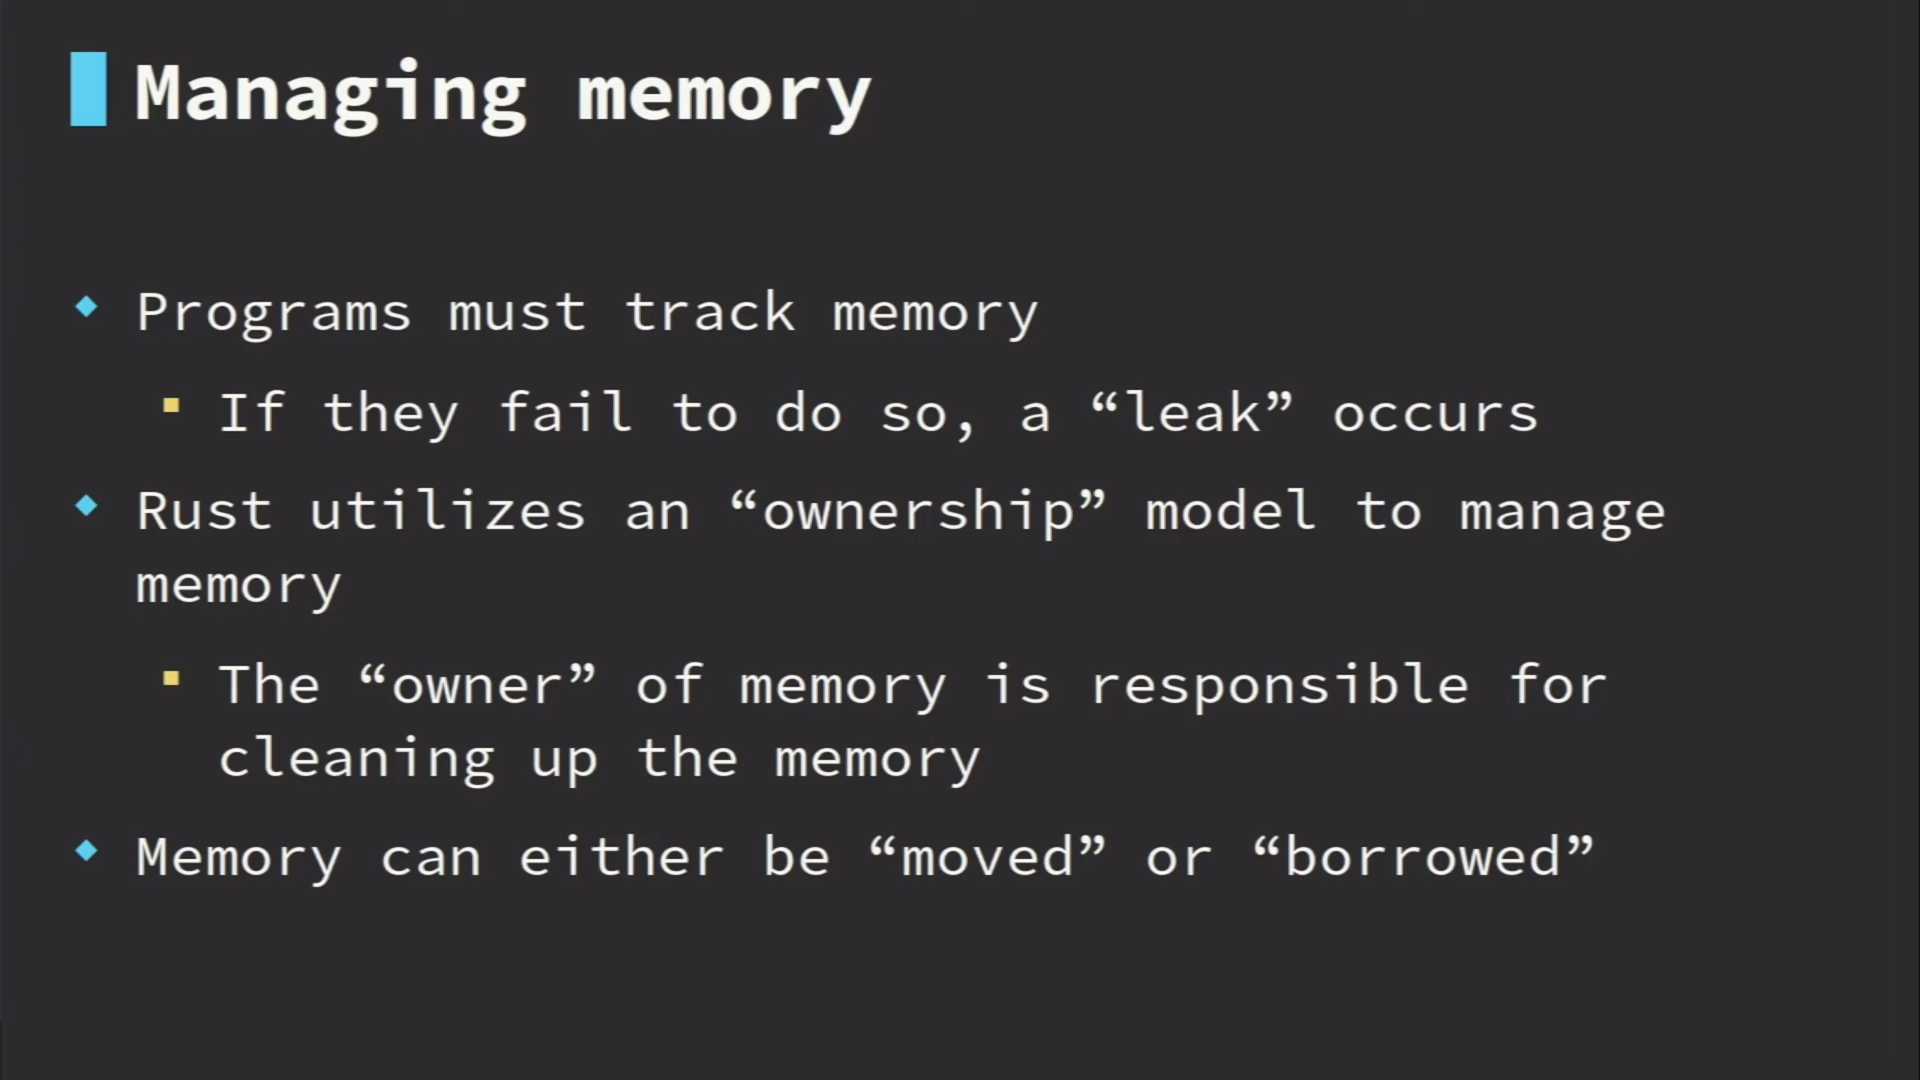 Managing memory
Programs must track memory
If they fail to do so, a “leak” occurs
Rust utilizes an “ownership” model to manage
memory
The “owner” of memory is responsible for
cleaning up the memory
Memory can either be “moved” or “borrowed”